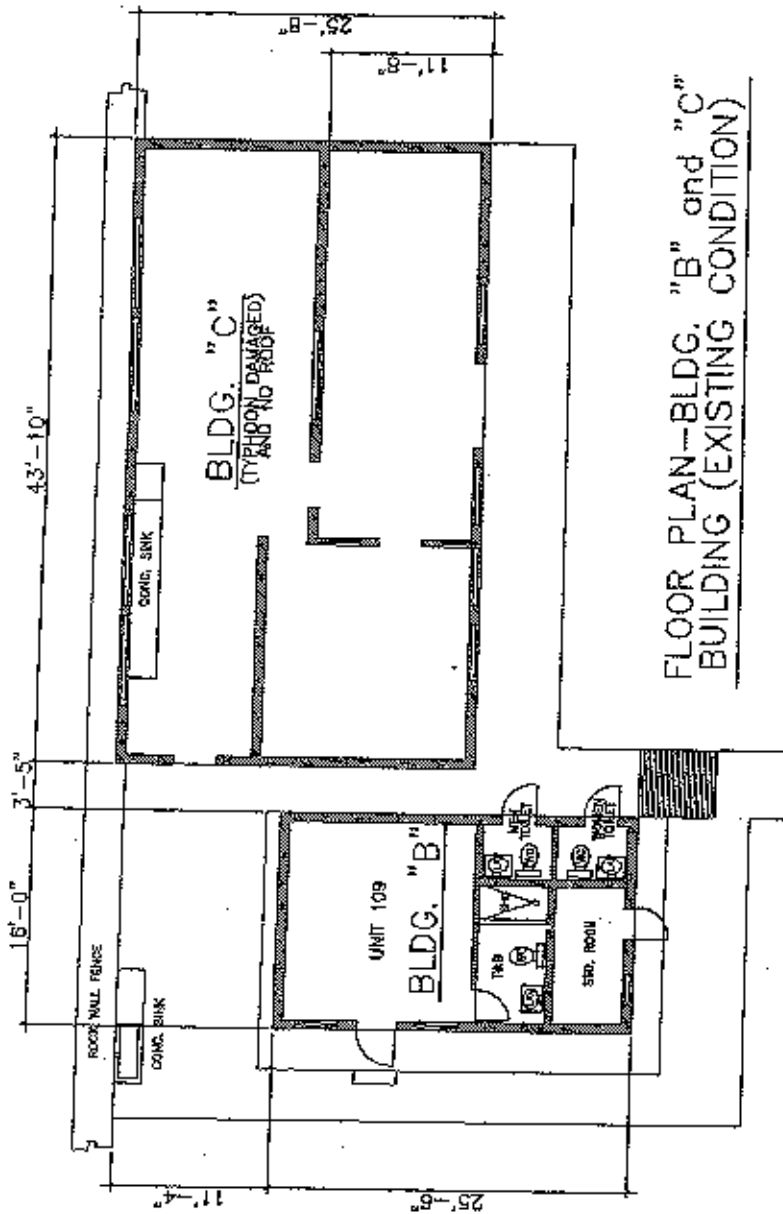 43'-10"
3'-5"
16'-0"
25'-8"
11'-8"
ROCK WALL FENCE
CONC. SINK
CONC. SINK
BLDG. "C"
(TYPHOON DAMAGED)
AND NO ROOF
UNIT 109
BLDG. "B"
MEN
TOILET
WOMEN
TOILET
T&B
STO. ROOM
11'-4"
25'-6"
FLOOR PLAN-BLDG. "B" and "C"
BUILDING (EXISTING CONDITION)